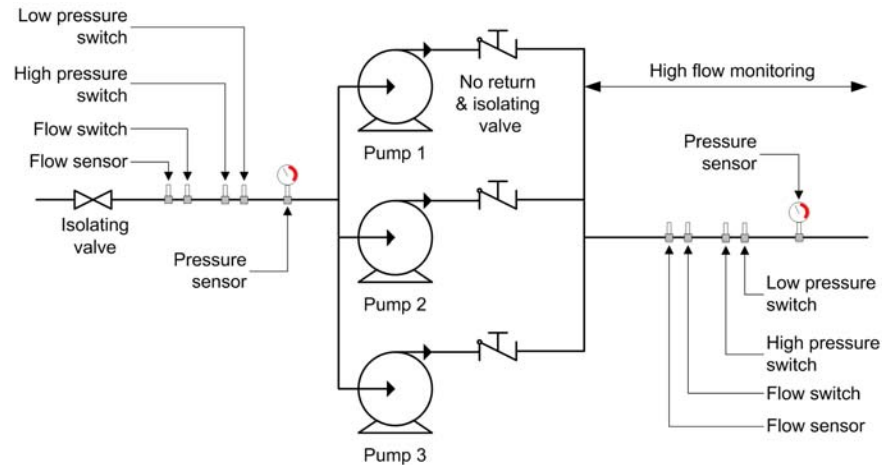 Low pressure
switch
High pressure
switch
Flow switch
Flow sensor
Isolating
valve
Pressure
sensor
Pump 1
No return
& isolating
valve
High flow monitoring
Pressure
sensor
Pump 2
Low pressure
switch
High pressure
switch
Flow switch
Flow sensor
Pump 3